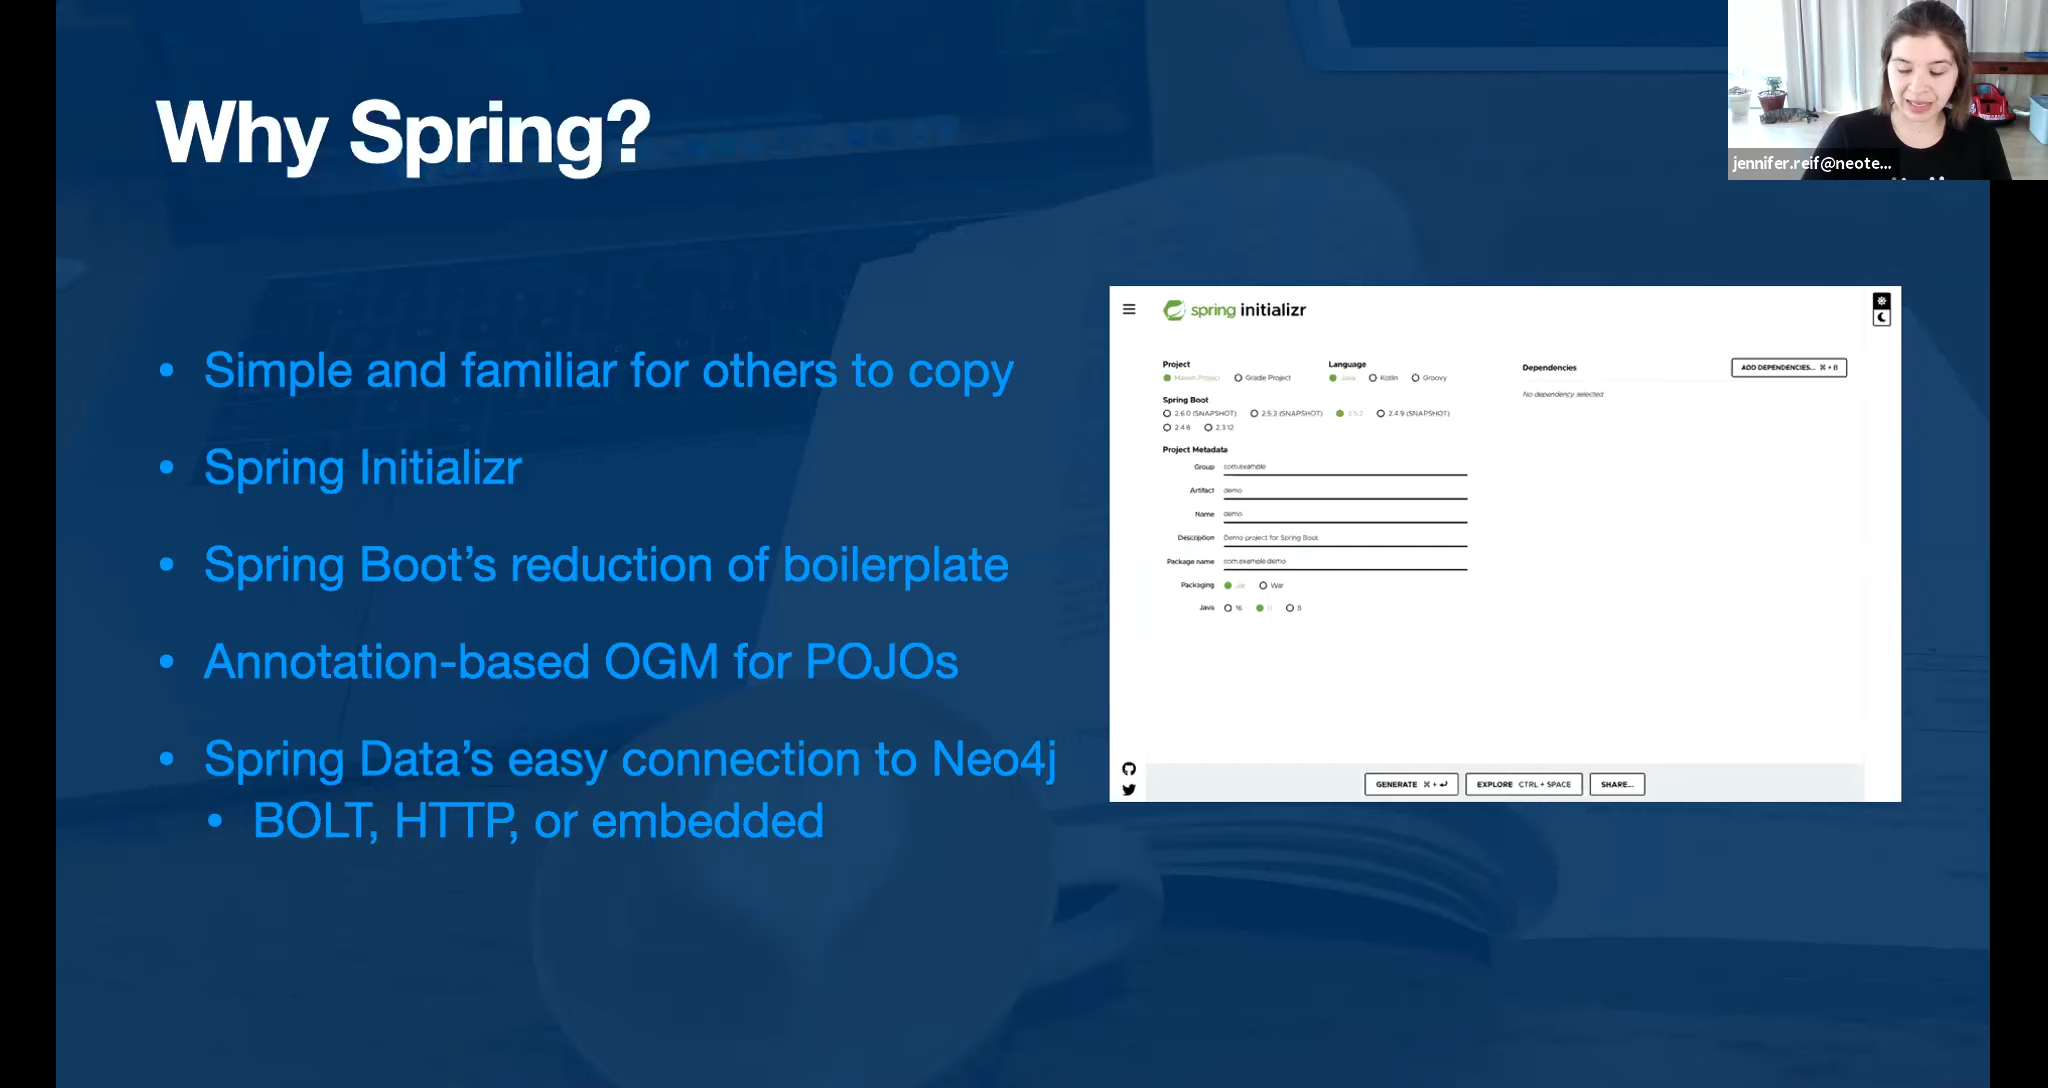 Why Spring?
jennifer.reif@neote...
• Simple and familiar for others to copy
• Spring Initializr
• Spring Boot’s reduction of boilerplate
• Annotation-based OGM for POJOs
• Spring Data’s easy connection to Neo4j
• BOLT, HTTP, or embedded
spring initializr
Project
Maven Project Gradle Project
Language
Java Kotlin Groovy
Spring Boot
2.6.0 (SNAPSHOT) 2.5.3 (SNAPSHOT) 2.5.2 2.4.9 (SNAPSHOT)
2.4.8 2.3.12
Project Metadata
Group com.example
Artifact demo
Name demo
Description Demo project for Spring Boot
Package name com.example.demo
Packaging Jar War
Java 16 11 8
Dependencies
ADD DEPENDENCIES... ⌘ + B
No dependency selected
GENERATE ⌘ + ↵
EXPLORE CTRL + SPACE
SHARE...